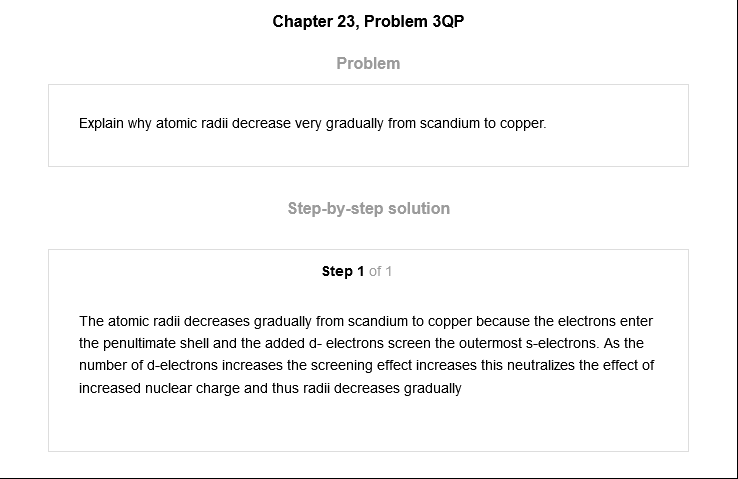 Chapter 23, Problem 3QP
Problem
Explain why atomic radii decrease very gradually from scandium to copper.
Step-by-step solution
Step 1 of 1
The atomic radii decreases gradually from scandium to copper because the electrons enter
the penultimate shell and the added d- electrons screen the outermost s-electrons. As the
number of d-electrons increases the screening effect increases this neutralizes the effect of
increased nuclear charge and thus radii decreases gradually